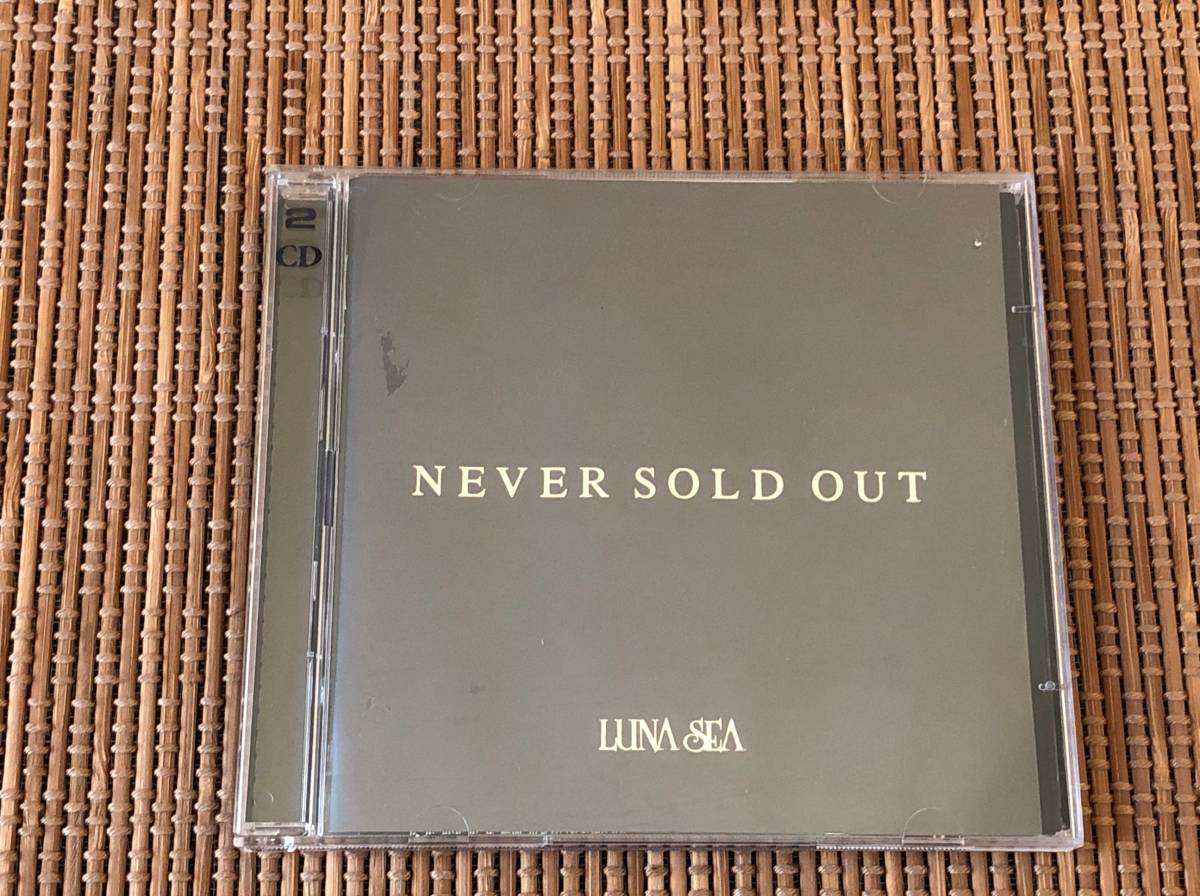 2
CD
NEVER SOLD OUT
LUNA SEA